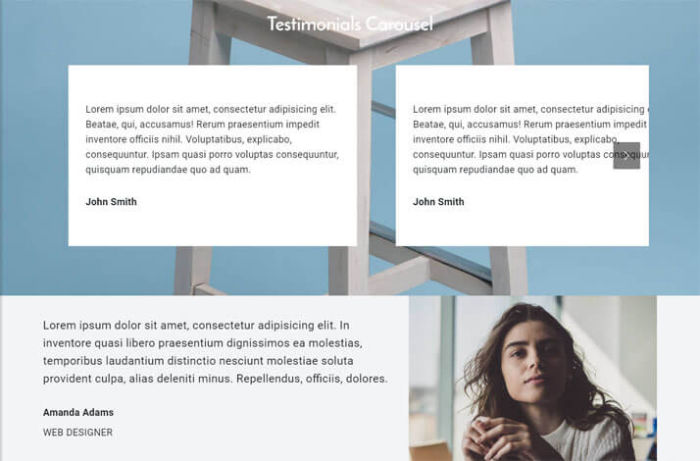 Testimonials Carousel
Lorem ipsum dolor sit amet, consectetur adipisicing elit.
Beatae, qui, accusamus! Rerum praesentium impedit
inventore officiis nihil. Voluptatibus, explicabo,
consequuntur. Ipsam quasi porro voluptas consequuntur,
quisquam repudiandae quo ad quam.
John Smith
Lorem ipsum dolor sit amet, consectetur adipisicing
Beatae, qui, accusamus! Rerum praesentium impedit
inventore officiis nihil. Voluptatibus, explicabo,
consequuntur. Ipsam quasi porro voluptas
quisquam repudiandae quo ad quam.
John Smith
Lorem ipsum dolor sit amet, consectetur adipisicing elit. In
inventore quasi libero praesentium dignissimos ea molestias,
temporibus laudantium distinctio nesciunt molestiae soluta
provident culpa, alias deleniti minus. Repellendus, officiis, dolores.
Amanda Adams
WEB DESIGNER